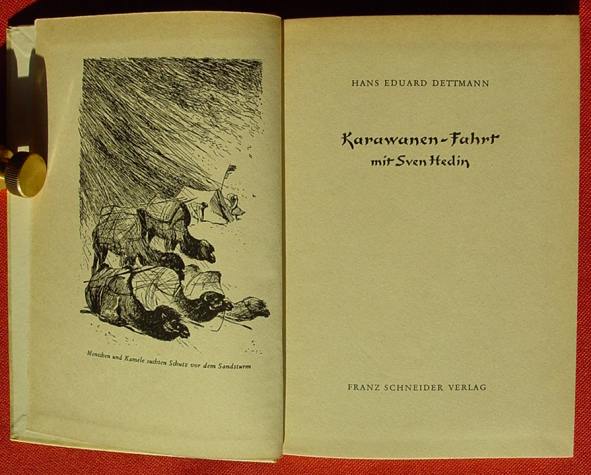 Menschen und Kamele suchten Schutz vor dem Sandsturm
HANS EDUARD DETTMANN
Karawanen-Fahrt
mit Sven Hedin
FRANZ SCHNEIDER VERLAG